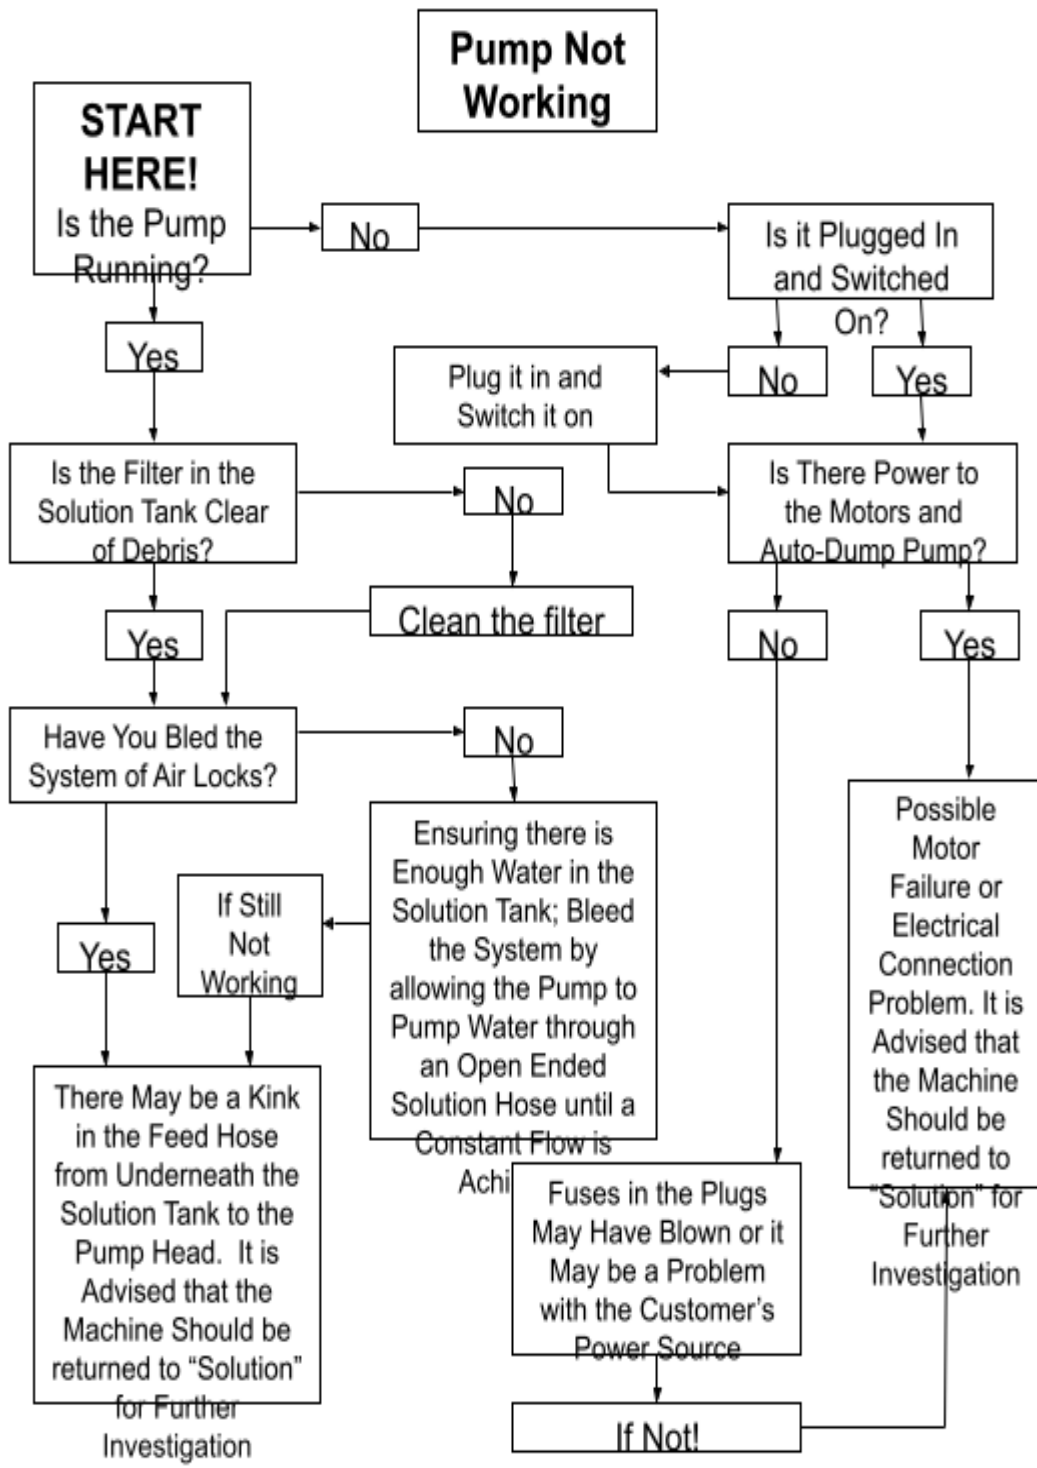 Pump Not
Working
START
HERE!
Is the Pump
Running?
No
Is it Plugged In
and Switched
On?
Yes
Plug it in and
Switch it on
No
Yes
Is the Filter in the
Solution Tank Clear
of Debris?
No
Is There Power to
the Motors and
Auto-Dump Pump?
Clean the filter
Yes
No
Yes
Have You Bled the
System of Air Locks?
No
Ensuring there is
Enough Water in the
Solution Tank; Bleed
the System by
allowing the Pump to
Pump Water through
an Open Ended
Solution Hose until a
Constant Flow is
Achi
If Still
Not
Working
Yes
Possible
Motor
Failure or
Electrical
Connection
Problem. It is
Advised that
the Machine
Should be
returned to
“Solution” for
Further
Investigation
There May be a Kink
in the Feed Hose
from Underneath the
Solution Tank to the
Pump Head. It is
Advised that the
Machine Should be
returned to “Solution”
for Further
Investigation
Fuses in the Plugs
May Have Blown or it
May be a Problem
with the Customer’s
Power Source
If Not!